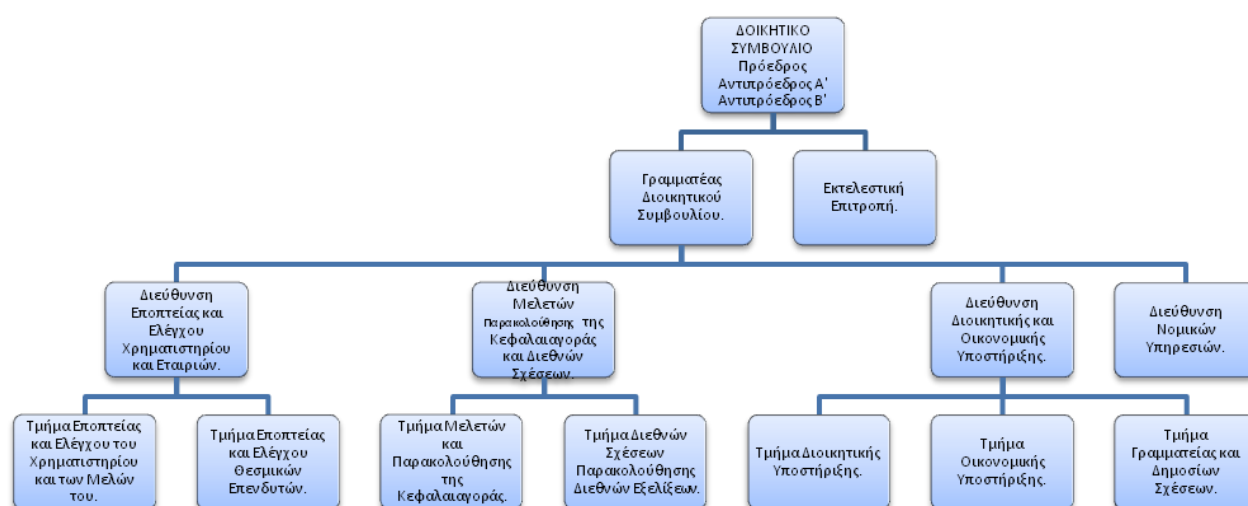 ΔΟΙΚΗΤΙΚΟ
ΣΥΜΒΟΥΛΙΟ
Πρόεδρος
Αντιπρόεδρος Α'
Αντιπρόεδρος Β'
Γραμματέας
Διοικητικού
Συμβουλίου.
Εκτελεστική
Επιτροπή.
Διεύθυνση
Εποπτείας και
Ελέγχου
Χρηματιστηρίου
και Εταιριών.
Διεύθυνση
Μελετών
Παρακολούθησης της
Κεφαλαιαγοράς
και Διεθνών
Σχέσεων.
Διεύθυνση
Διοικητικής και
Οικονομικής
Υποστήριξης.
Διεύθυνση
Νομικών
Υπηρεσιών.
Τμήμα Εποπτείας
και Ελέγχου του
Χρηματιστηρίου
και των Μελών
του.
Τμήμα Εποπτείας
και Ελέγχου
Θεσμικών
Επενδυτών.
Τμήμα Μελετών
και
Παρακολούθησης
της
Κεφαλαιαγοράς.
Τμήμα Διεθνών
Σχέσεων
Παρακολούθησης
Διεθνών Εξελίξεων.
Τμήμα Διοικητικής
Υποστήριξης.
Τμήμα
Οικονομικής
Υποστήριξης.
Τμήμα
Γραμματείας και
Δημοσίων
Σχέσεων.